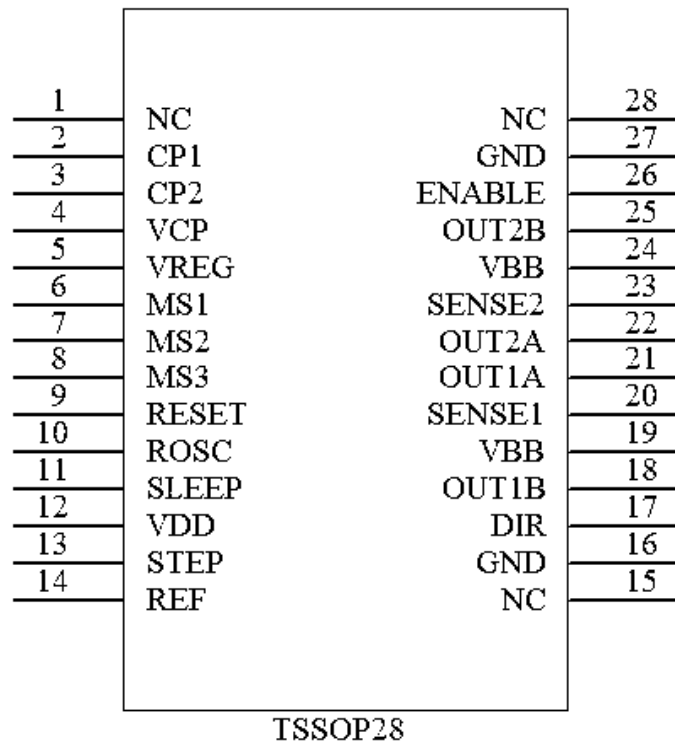 1 NC NC 28
2 CP1 GND 27
3 CP2 ENABLE 26
4 VCP OUT2B 25
5 VREG VBB 24
6 MS1 SENSE2 23
7 MS2 OUT2A 22
8 MS3 OUT1A 21
9 RESET SENSE1 20
10 ROSC VBB 19
11 SLEEP OUT1B 18
12 VDD DIR 17
13 STEP GND 16
14 REF NC 15
TSSOP28